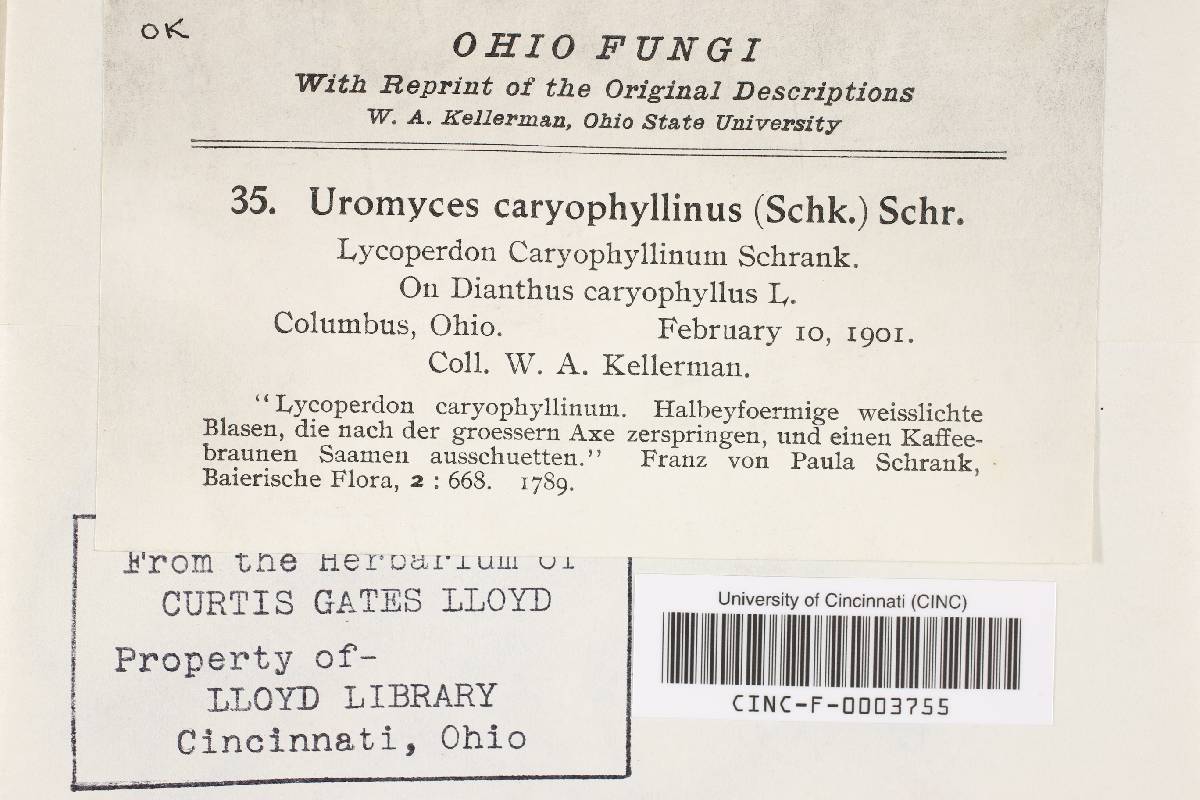 OK
OHIO FUNGI
With Reprint of the Original Descriptions
W. A. Kellerman, Ohio State University
35. Uromyces caryophyllinus (Schk.) Schr.
Lycoperdon Caryophyllinum Schrank.
On Dianthus caryophyllus L.
Columbus, Ohio. February 10, 1901.
Coll. W. A. Kellerman.
“Lycoperdon caryophyllinum. Halbeyfoermige weisslichte
Blasen, die nach der groessern Axe zerspringen, und einen Kaffee-
braunen Saamen ausschuetten.” Franz von Paula Schrank,
Baierische Flora, 2 : 668. 1789.
From the Herbarium of
CURTIS GATES LLOYD
Property of-
LLOYD LIBRARY
Cincinnati, Ohio
University of Cincinnati (CINC)
CINC-F-0003755